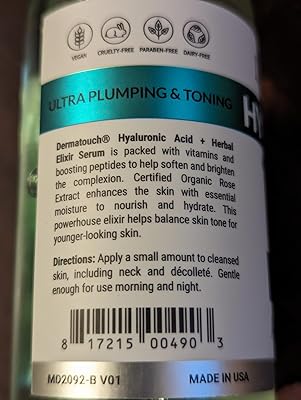 VEGAN CRUELTY-FREE PARABEN-FREE DAIRY-FREE
ULTRA PLUMPING & TONING
Dermatouch® Hyaluronic Acid + Herbal
Elixir Serum is packed with vitamins and
boosting peptides to help soften and brighten
the complexion. Certified Organic Rose
Extract enhances the skin with essential
moisture to nourish and hydrate. This
powerhouse elixir helps balance skin tone for
younger-looking skin.
Directions: Apply a small amount to cleansed
skin, including neck and décolleté. Gentle
enough for use morning and night.
8 17215 00490 3
MD2092-B V01 MADE IN USA